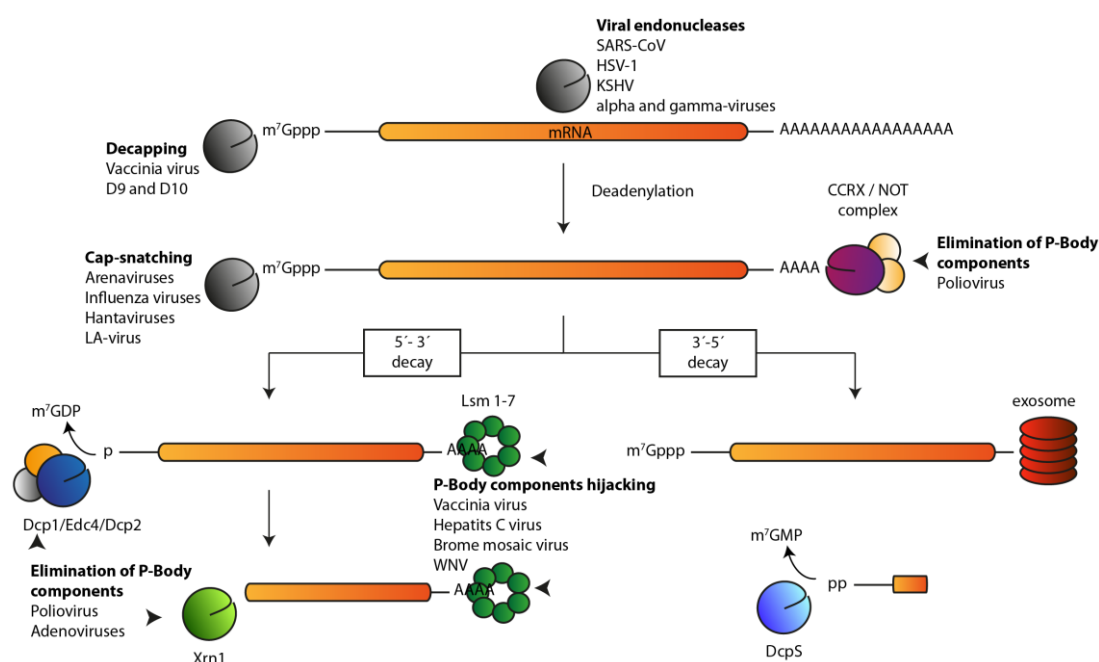 Viral endonucleases
SARS-CoV
HSV-1
KSHV
alpha and gamma-viruses
m⁷Gppp
mRNA
AAAAAAAAAAAAAAAAA
Decapping
Vaccinia virus
D9 and D10
Deadenylation
CCRX / NOT
complex
Cap-snatching
Arenaviruses
Influenza viruses
Hantaviruses
LA-virus
m⁷Gppp
AAAA
Elimination of P-Body
components
Poliovirus
5´- 3´
decay
3´-5´
decay
m⁷GDP
p
Lsm 1-7
AAAA
m⁷Gppp
exosome
Dcp1/Edc4/Dcp2
P-Body components hijacking
Vaccinia virus
Hepatits C virus
Brome mosaic virus
WNV
Elimination of P-Body
components
Poliovirus
Adenoviruses
Xrn1
AAAA
m⁷GMP
pp
DcpS